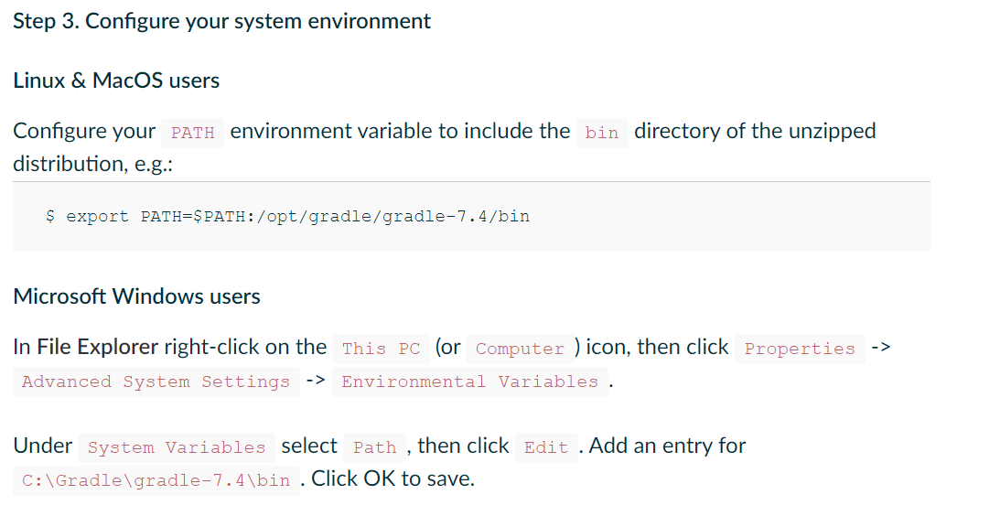 Step 3. Configure your system environment
Linux & MacOS users
Configure your PATH environment variable to include the bin directory of the unzipped
distribution, e.g.:
$ export PATH=$PATH:/opt/gradle/gradle-7.4/bin
Microsoft Windows users
In File Explorer right-click on the This PC (or Computer ) icon, then click Properties ->
Advanced System Settings -> Environmental Variables .
Under System Variables select Path , then click Edit . Add an entry for
C:\Gradle\gradle-7.4\bin . Click OK to save.